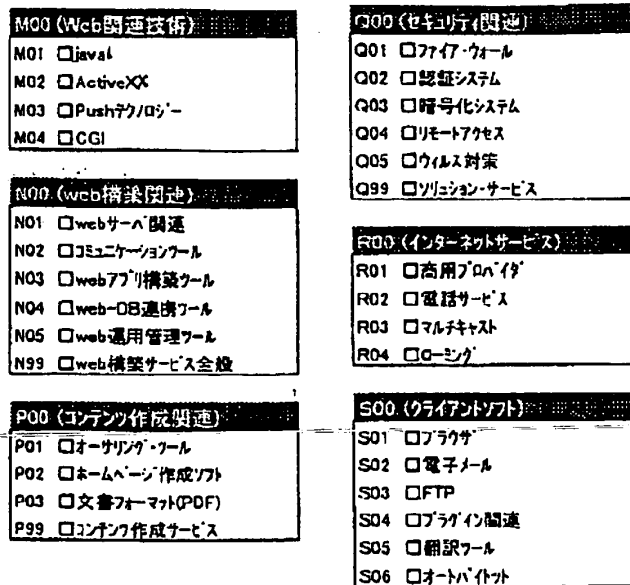 M00 (Web関連技術)
M01 □java
M02 □ActiveXX
M03 □Pushテクノロジー
M04 □CGI
N00 (web構築関連)
N01 □webサーバ関連
N02 □コミュニケーションツール
N03 □webアプリ構築ツール
N04 □web-DB連携ツール
N05 □web運用管理ツール
N99 □web構築サービス全般
P00 (コンテンツ作成関連)
P01 □オーサリング・ツール
P02 □ホームページ作成ソフト
P03 □文書フォーマット(PDF)
P99 □コンテンツ作成サービス
Q00 (セキュリティ関連)
Q01 □ファイア・ウォール
Q02 □認証システム
Q03 □暗号化システム
Q04 □リモートアクセス
Q05 □ウィルス対策
Q99 □ソリューション・サービス
R00 (インターネットサービス)
R01 □商用プロバイダ
R02 □電話サービス
R03 □マルチキャスト
R04 □ローミング
S00 (クライアントソフト)
S01 □ブラウザ
S02 □電子メール
S03 □FTP
S04 □プラグイン関連
S05 □翻訳ツール
S06 □オートパイロット